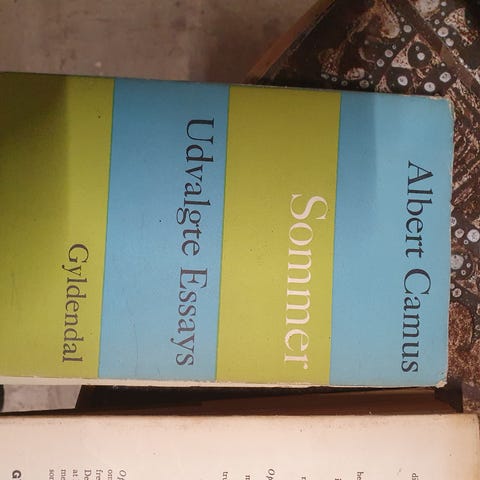 Albert Camus
Sommer
Udvalgte Essays
Gyldendal